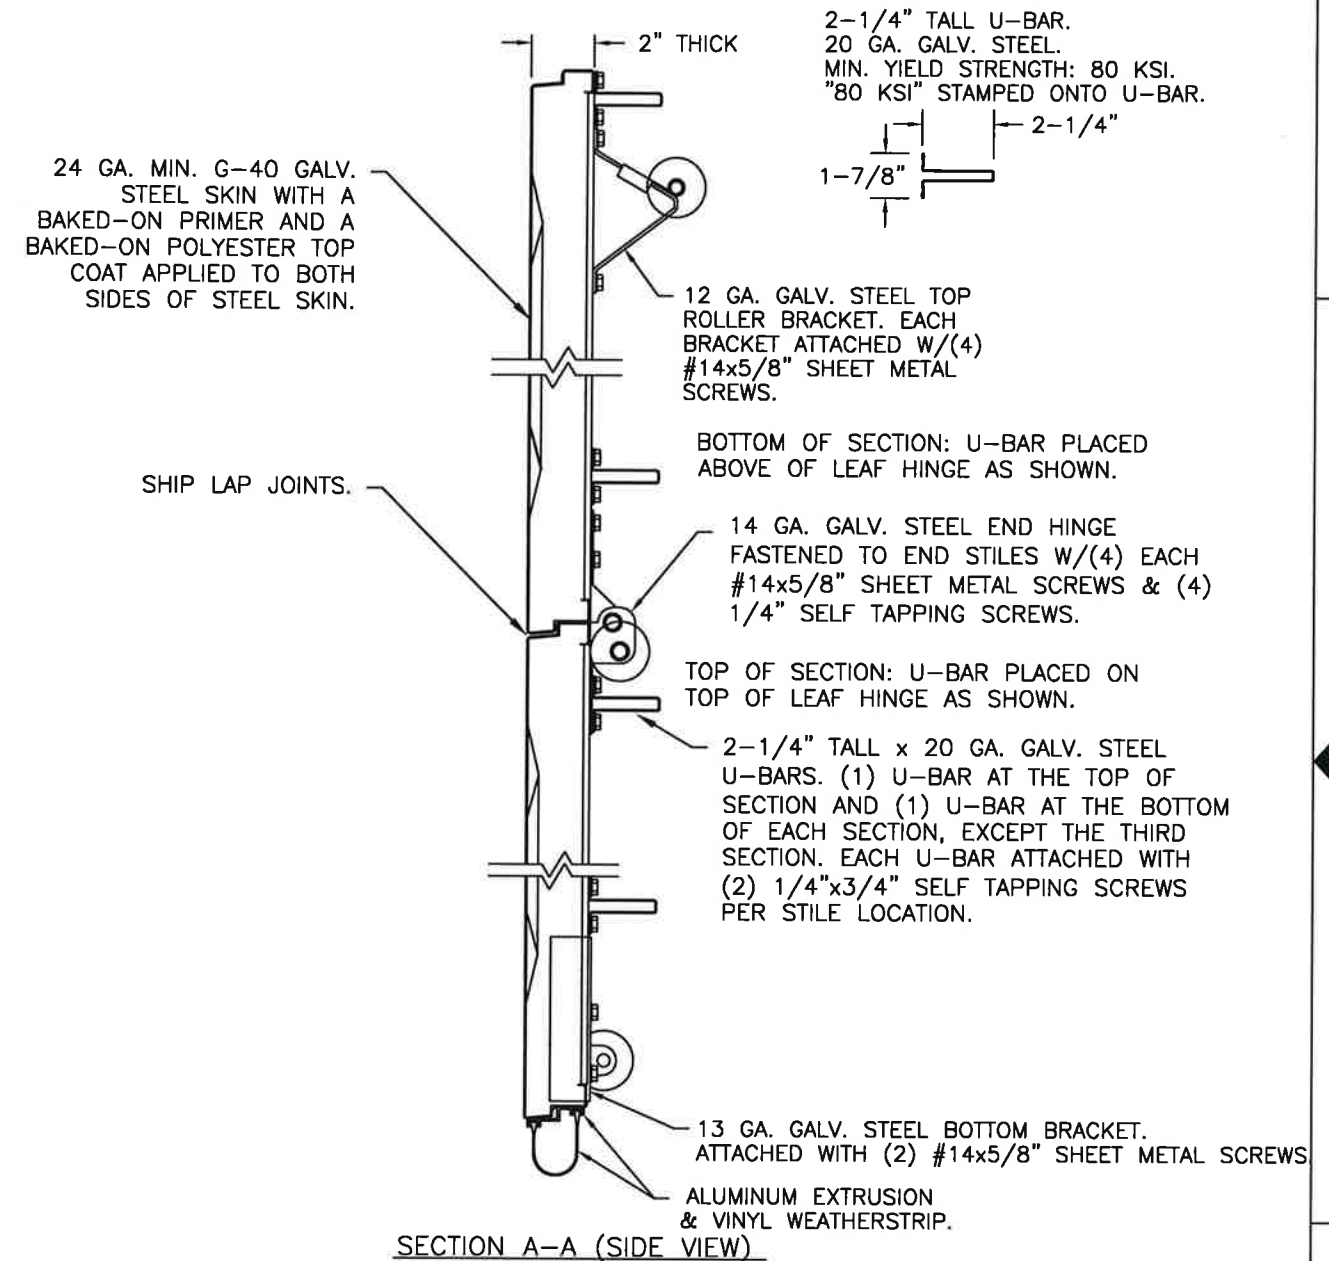 2-1/4" TALL U-BAR.
20 GA. GALV. STEEL.
MIN. YIELD STRENGTH: 80 KSI.
"80 KSI" STAMPED ONTO U-BAR.
2" THICK
2-1/4"
1-7/8"
24 GA. MIN. G-40 GALV.
STEEL SKIN WITH A
BAKED-ON PRIMER AND A
BAKED-ON POLYESTER TOP
COAT APPLIED TO BOTH
SIDES OF STEEL SKIN.
12 GA. GALV. STEEL TOP
ROLLER BRACKET. EACH
BRACKET ATTACHED W/(4)
#14x5/8" SHEET METAL
SCREWS.
BOTTOM OF SECTION: U-BAR PLACED
ABOVE OF LEAF HINGE AS SHOWN.
SHIP LAP JOINTS.
14 GA. GALV. STEEL END HINGE
FASTENED TO END STILES W/(4) EACH
#14x5/8" SHEET METAL SCREWS & (4)
1/4" SELF TAPPING SCREWS.
TOP OF SECTION: U-BAR PLACED ON
TOP OF LEAF HINGE AS SHOWN.
2-1/4" TALL x 20 GA. GALV. STEEL
U-BARS. (1) U-BAR AT THE TOP OF
SECTION AND (1) U-BAR AT THE BOTTOM
OF EACH SECTION, EXCEPT THE THIRD
SECTION. EACH U-BAR ATTACHED WITH
(2) 1/4"x3/4" SELF TAPPING SCREWS
PER STILE LOCATION.
13 GA. GALV. STEEL BOTTOM BRACKET.
ATTACHED WITH (2) #14x5/8" SHEET METAL SCREWS
ALUMINUM EXTRUSION
& VINYL WEATHERSTRIP.
SECTION A-A (SIDE VIEW)